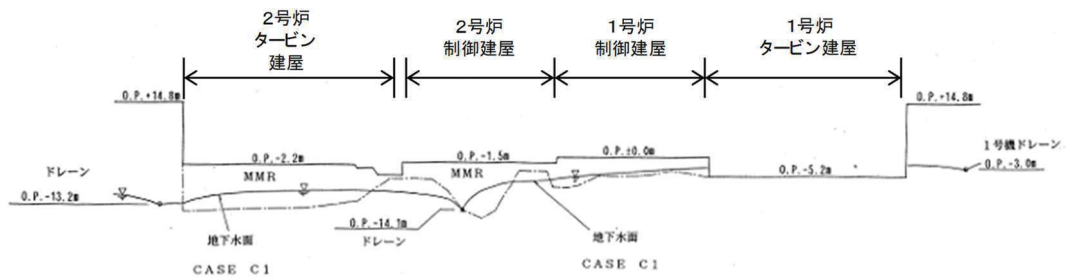 2号炉
タービン
建屋
2号炉
制御建屋
1号炉
制御建屋
1号炉
タービン建屋
O.P.+14.8m
O.P.+14.8m
O.P.-2.2m
O.P.-1.5m
O.P.±0.0m
1号機ドレーン
ドレーン
MMR
MMR
O.P.-5.2m
O.P.-3.0m
O.P.-13.2m
O.P.-14.1m
地下水面
ドレーン
地下水面
CASE C1
CASE C1